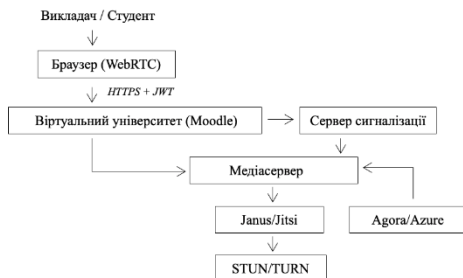 Викладач / Студент
Браузер (WebRTC)
HTTPS + JWT
Віртуальний університет (Moodle)
Сервер сигналізації
Медіасервер
Janus/Jitsi
Agora/Azure
STUN/TURN